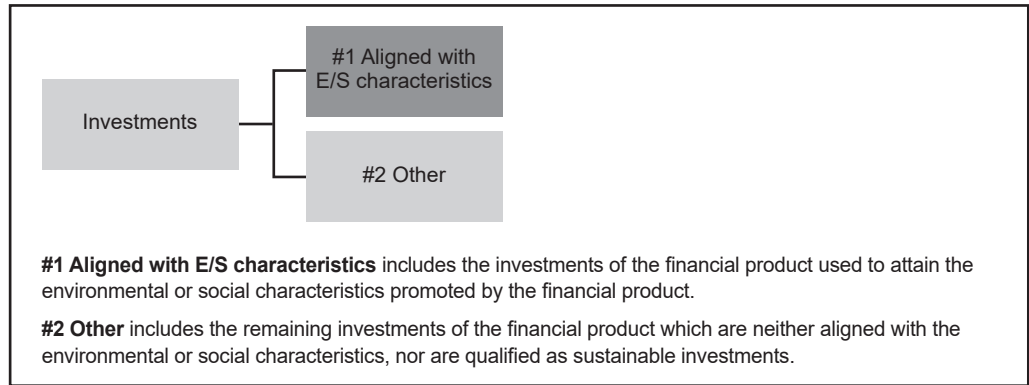 #1 Aligned with
E/S characteristics
Investments
#2 Other
#1 Aligned with E/S characteristics includes the investments of the financial product used to attain the
environmental or social characteristics promoted by the financial product.
#2 Other includes the remaining investments of the financial product which are neither aligned with the
environmental or social characteristics, nor are qualified as sustainable investments.